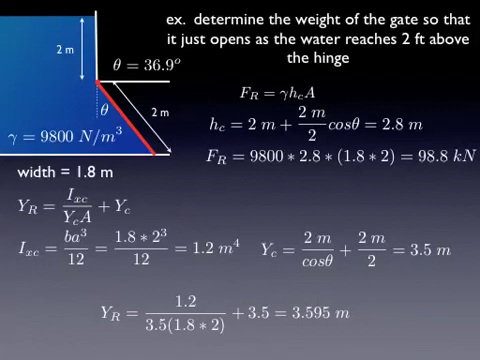 ex. determine the weight of the gate so that
it just opens as the water reaches 2 ft above
the hinge
2 m
θ = 36.9°
θ
2 m
γ = 9800 N/m³
width = 1.8 m
F_R = γh_cA
h_c = 2 m + (2 m)/2 cosθ = 2.8 m
F_R = 9800 * 2.8 * (1.8 * 2) = 98.8 kN
Y_R = I_xc/(Y_cA) + Y_c
I_xc = ba³/12 = (1.8 * 2³)/12 = 1.2 m⁴
Y_c = (2 m)/cosθ + (2 m)/2 = 3.5 m
Y_R = 1.2/(3.5(1.8 * 2)) + 3.5 = 3.595 m